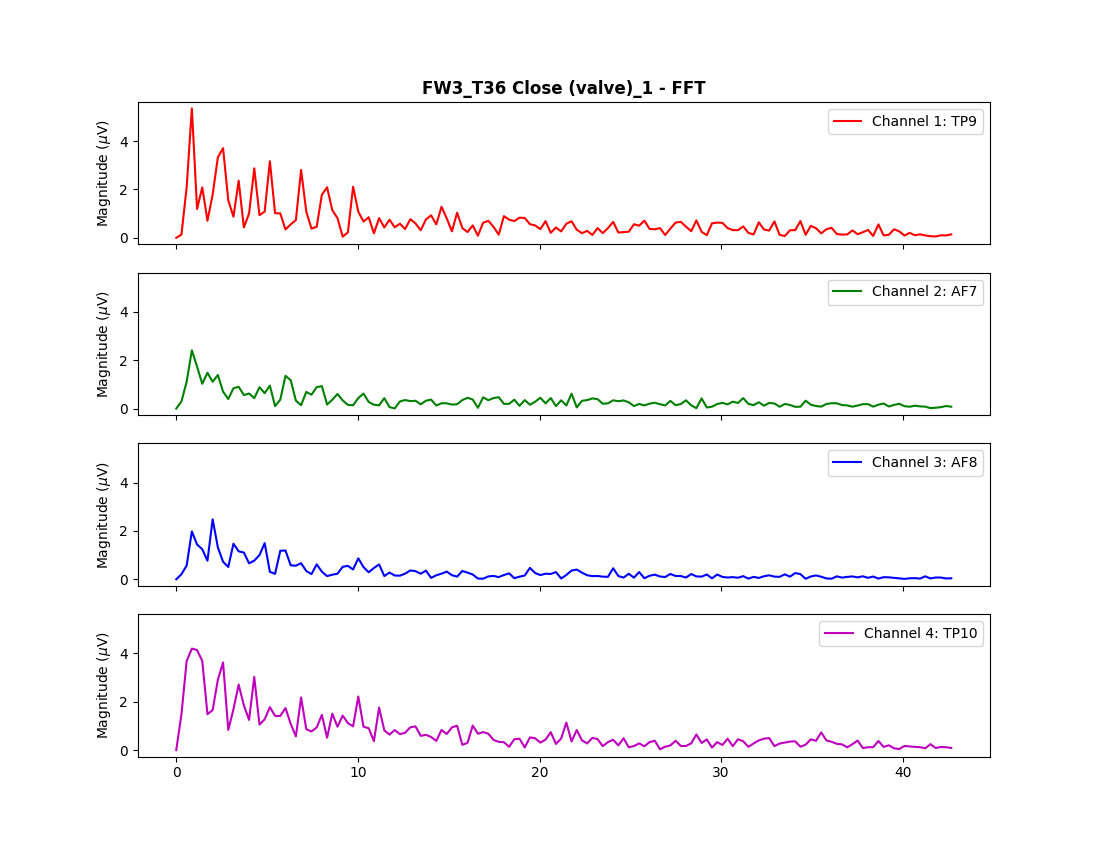 FW3_T36 Close (valve)_1 - FFT
Magnitude (μV)
4
2
0
Channel 1: TP9
Magnitude (μV)
4
2
0
Channel 2: AF7
Magnitude (μV)
4
2
0
Channel 3: AF8
Magnitude (μV)
4
2
0
Channel 4: TP10
0 10 20 30 40